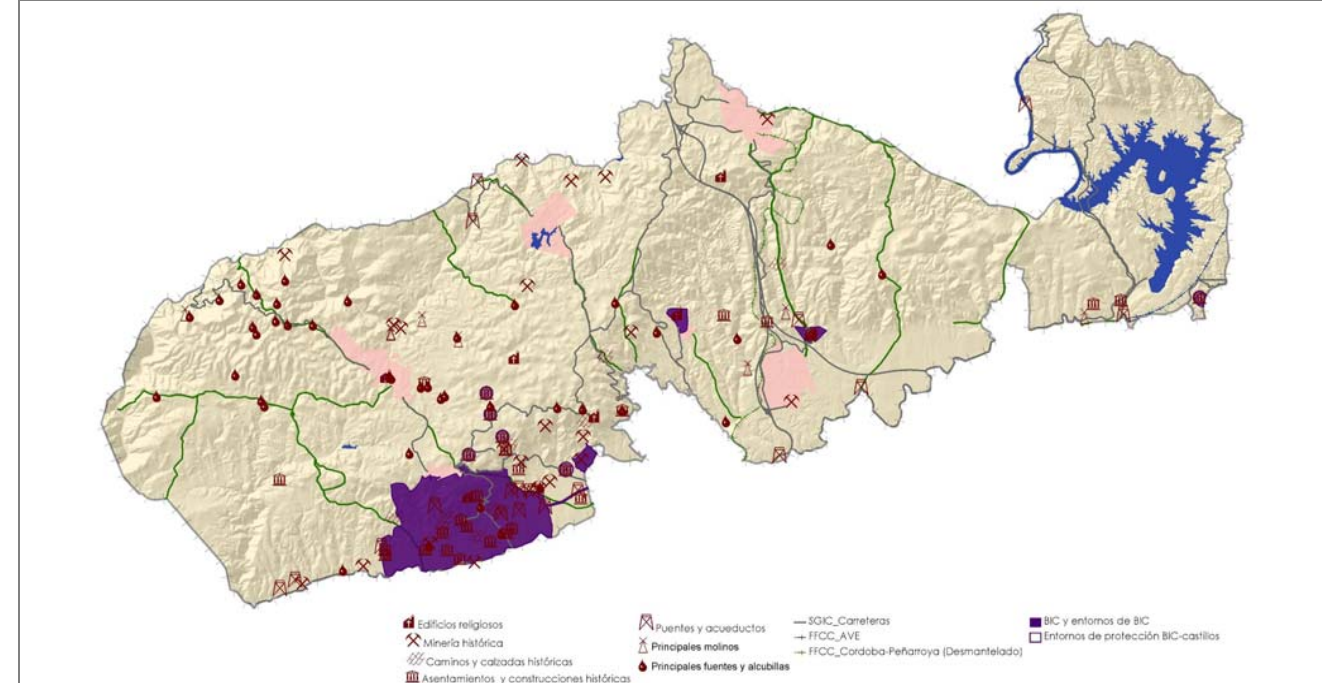 Edificios religiosos
Minería histórica
Caminos y calzadas históricas
Asentamientos y construcciones históricas
Puentes y acueductos
Principales molinos
Principales fuentes y alcubillas
SGIC_Carreteras
FFCC_AVE
FFCC_Cordoba-Peñarroya (Desmantelado)
BIC y entornos de BIC
Entornos de protección BIC-castillos